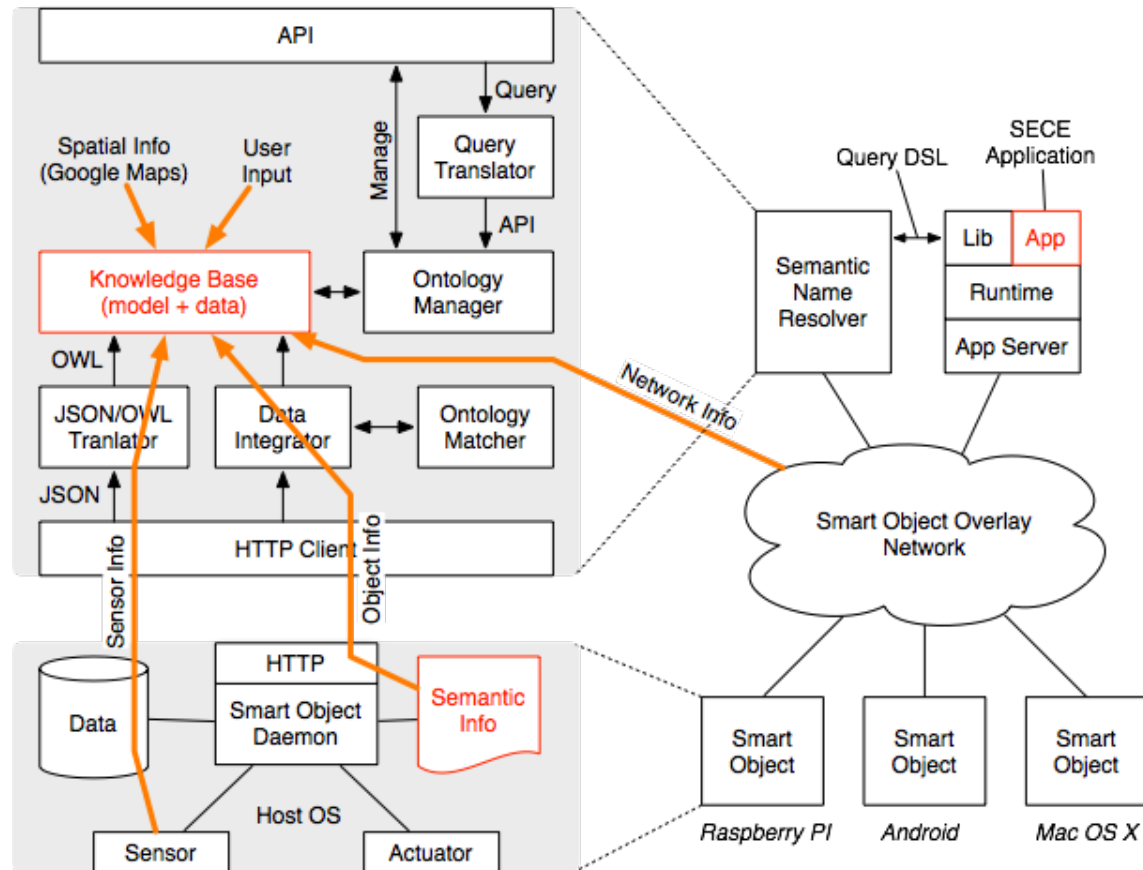 API
Query
Query
Translator
Manage
API
Spatial Info
(Google Maps)
User
Input
Knowledge Base
(model + data)
Ontology
Manager
OWL
JSON/OWL
Tranlator
Data
Integrator
Ontology
Matcher
JSON
HTTP Client
Sensor Info
Object Info
Network Info
HTTP
Smart Object
Daemon
Data
Semantic
Info
Host OS
Sensor
Actuator
SECE
Application
Query DSL
Semantic
Name
Resolver
Lib
App
Runtime
App Server
Smart Object Overlay
Network
Smart
Object
Smart
Object
Smart
Object
Raspberry PI
Android
Mac OS X